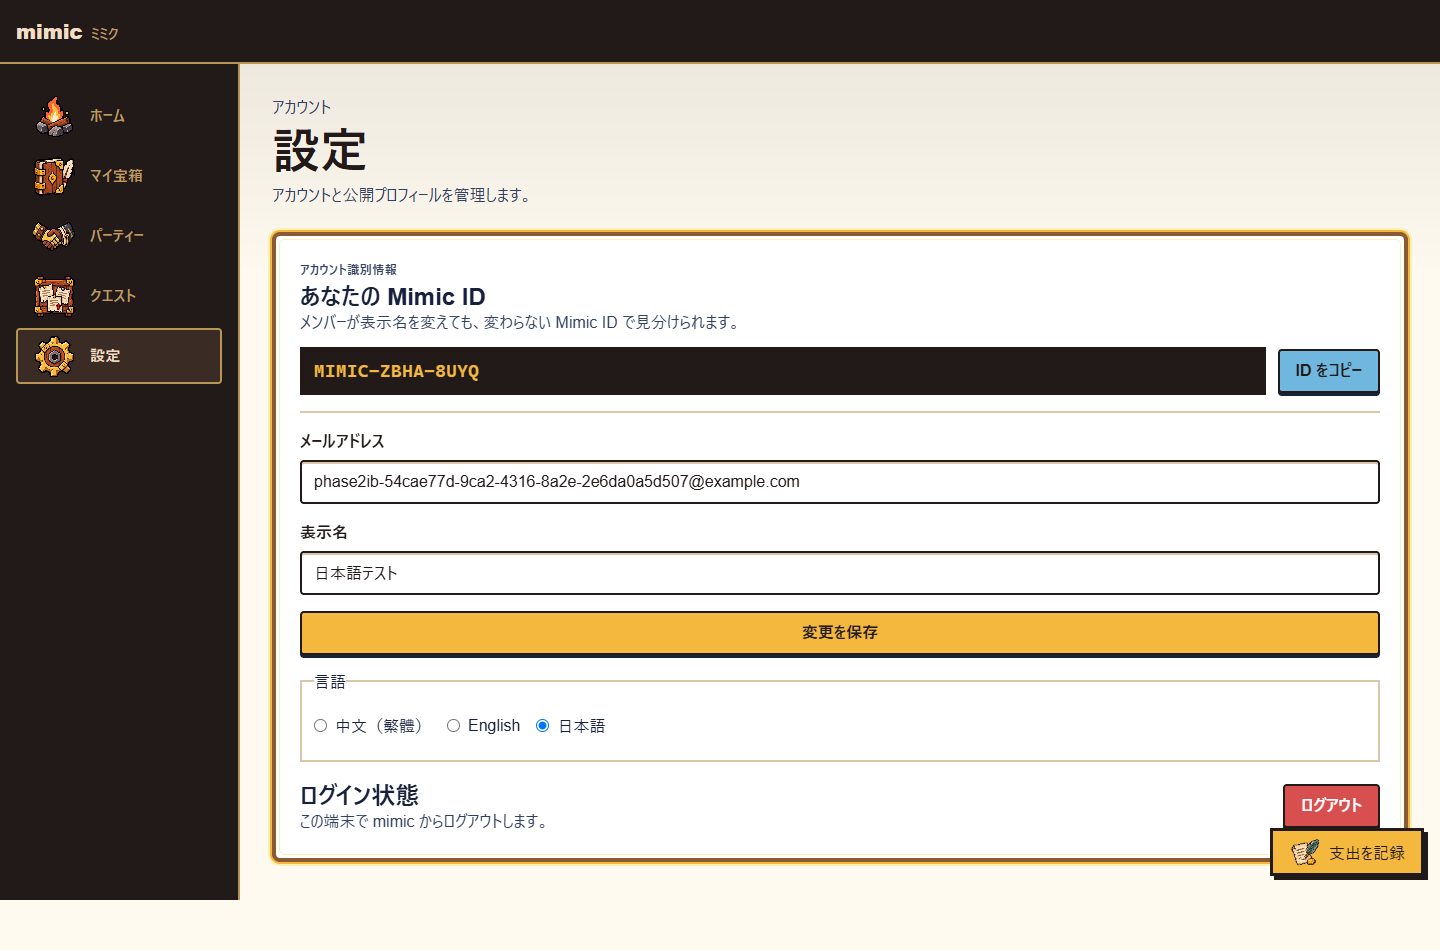 mimic ミミク
ホーム
マイ宝箱
パーティー
クエスト
設定
アカウント
設定
アカウントと公開プロフィールを管理します。
アカウント識別情報
あなたの Mimic ID
メンバーが表示名を変えても、変わらない Mimic ID で見分けられます。
MIMIC-ZBHA-8UYQ
ID をコピー
メールアドレス
phase2ib-54cae77d-9ca2-4316-8a2e-2e6da0a5d507@example.com
表示名
日本語テスト
変更を保存
言語
中文（繁體） English 日本語
ログイン状態
この端末で mimic からログアウトします。
ログアウト
支出を記録